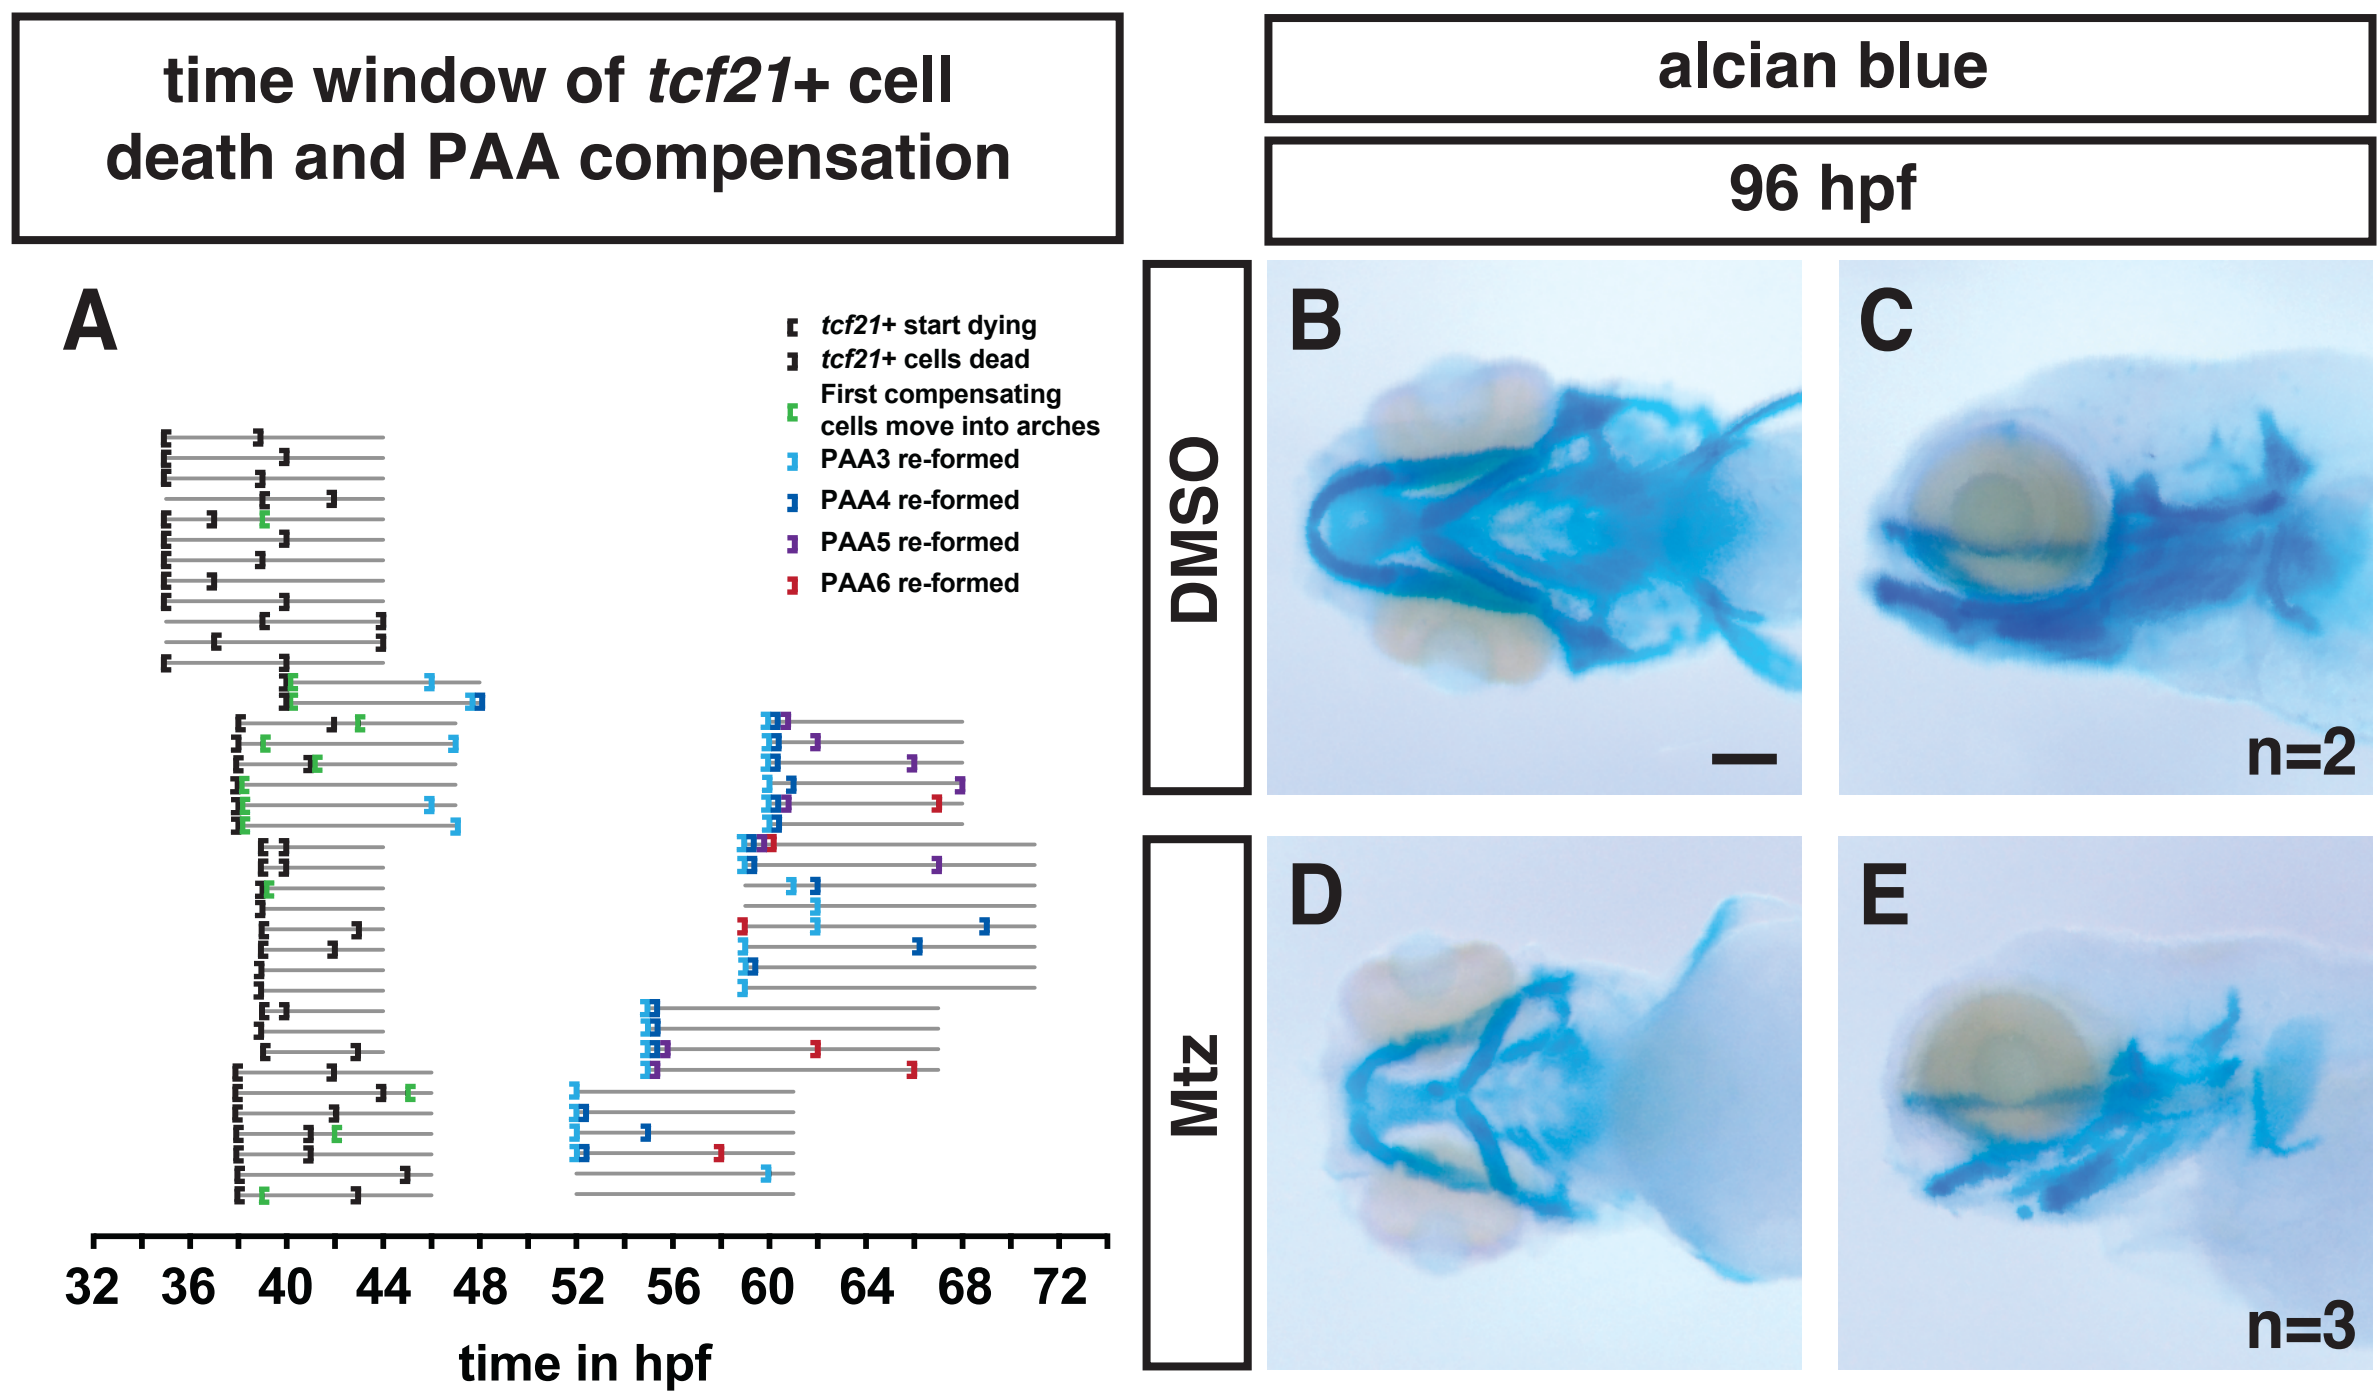 time window of tcf21+ cell
death and PAA compensation
alcian blue
96 hpf
A
tcf21+ start dying
tcf21+ cells dead
First compensating
cells move into arches
PAA3 re-formed
PAA4 re-formed
PAA5 re-formed
PAA6 re-formed
32 36 40 44 48 52 56 60 64 68 72
time in hpf
DMSO
B
C
n=2
Mtz
D
E
n=3